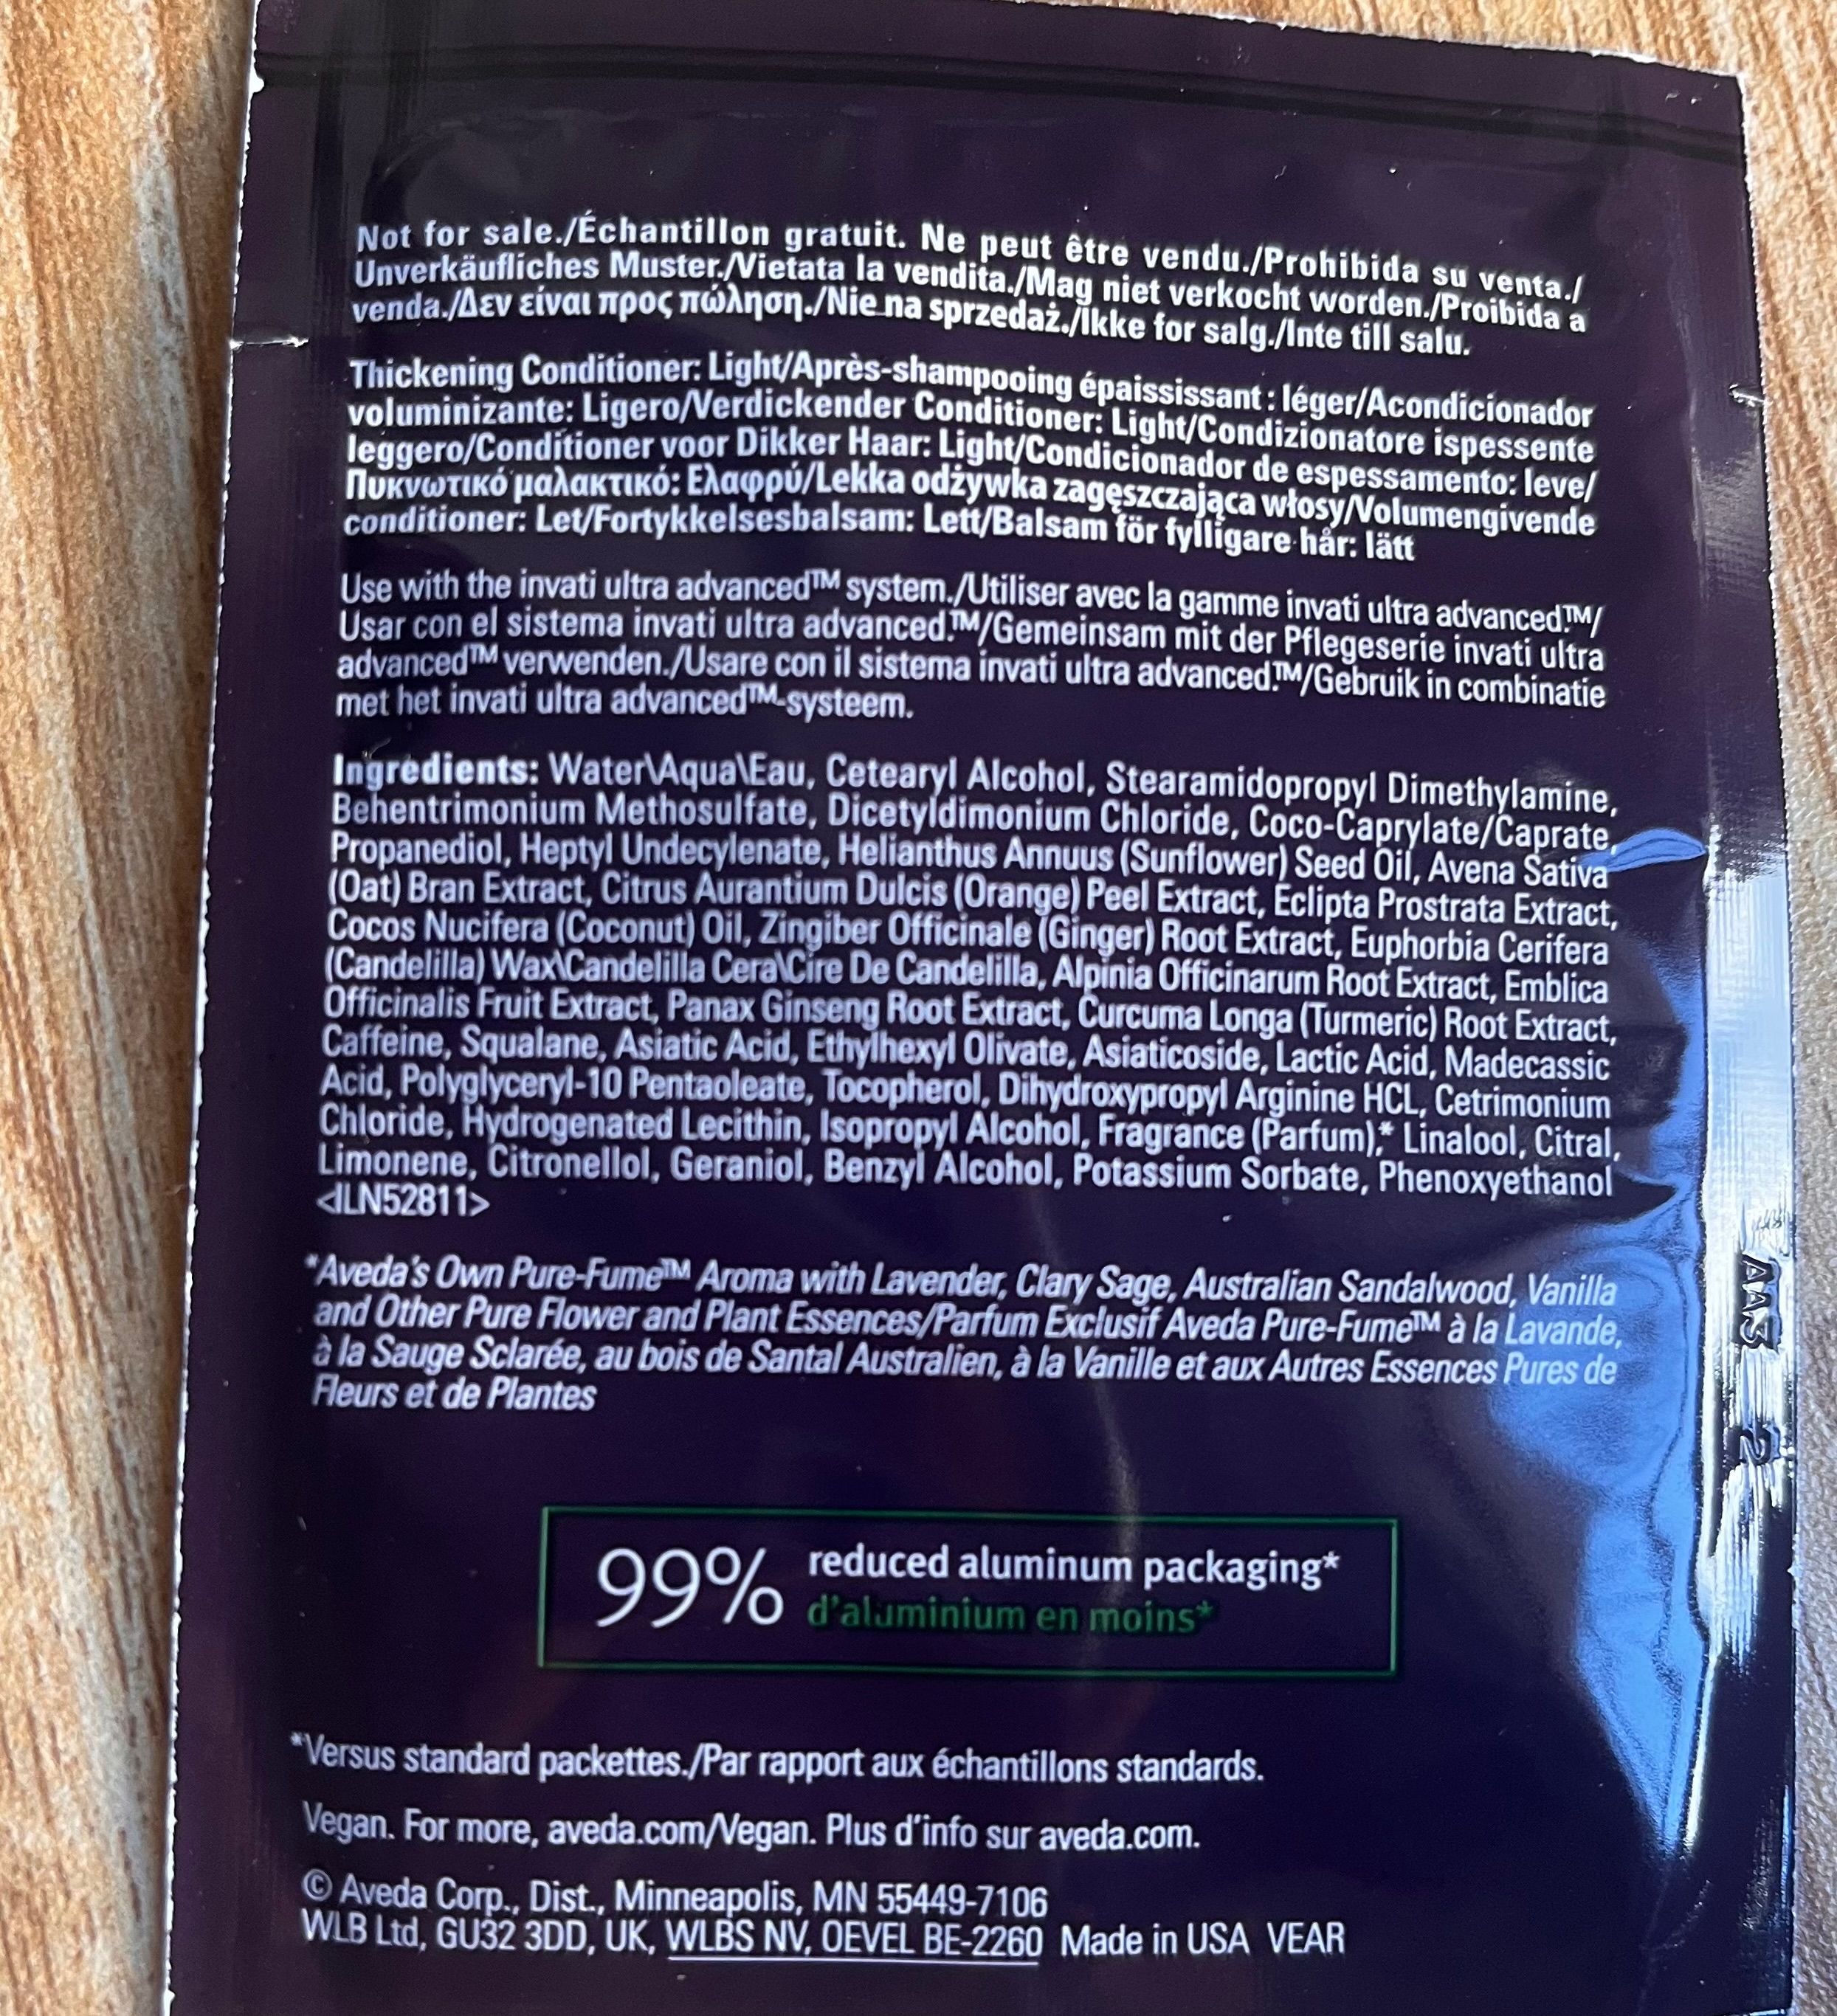 Not for sale./Échantillon gratuit. Ne peut être vendu./Prohibida su venta./
Unverkäufliches Muster./Vietata la vendita./Mag niet verkocht worden./Proibida a
venda./Δεν είναι προς πώληση./Nie na sprzedaż./Ikke for salg./Inte till salu.
Thickening Conditioner: Light/Après-shampooing épaississant : léger/Acondicionador
voluminizante: Ligero/Verdickender Conditioner: Light/Condizionatore ispessente
leggero/Conditioner voor Dikker Haar: Light/Condicionador de espessamento: leve/
Πυκνωτικό μαλακτικό: Ελαφρύ/Lekka odżywka zagęszczająca włosy/Volumengivende
conditioner: Let/Fortykkelsesbalsam: Lett/Balsam för fylligare hår: lätt
Use with the invati ultra advanced™ system./Utiliser avec la gamme invati ultra advanced.™/
Usar con el sistema invati ultra advanced.™/Gemeinsam mit der Pflegeserie invati ultra
advanced™ verwenden./Usare con il sistema invati ultra advanced.™/Gebruik in combinatie
met het invati ultra advanced™-systeem.
Ingredients: Water\Aqua\Eau, Cetearyl Alcohol, Stearamidopropyl Dimethylamine,
Behentrimonium Methosulfate, Dicetyldimonium Chloride, Coco-Caprylate/Caprate,
Propanediol, Heptyl Undecylenate, Helianthus Annuus (Sunflower) Seed Oil, Avena Sativa
(Oat) Bran Extract, Citrus Aurantium Dulcis (Orange) Peel Extract, Eclipta Prostrata Extract,
Cocos Nucifera (Coconut) Oil, Zingiber Officinale (Ginger) Root Extract, Euphorbia Cerifera
(Candelilla) Wax\Candelilla Cera\Cire De Candelilla, Alpinia Officinarum Root Extract, Emblica
Officinalis Fruit Extract, Panax Ginseng Root Extract, Curcuma Longa (Turmeric) Root Extract,
Caffeine, Squalane, Asiatic Acid, Ethylhexyl Olivate, Asiaticoside, Lactic Acid, Madecassic
Acid, Polyglyceryl-10 Pentaoleate, Tocopherol, Dihydroxypropyl Arginine HCL, Cetrimonium
Chloride, Hydrogenated Lecithin, Isopropyl Alcohol, Fragrance (Parfum),* Linalool, Citral,
Limonene, Citronellol, Geraniol, Benzyl Alcohol, Potassium Sorbate, Phenoxyethanol
<ILN52811>
*Aveda's Own Pure-Fume™ Aroma with Lavender, Clary Sage, Australian Sandalwood, Vanilla
and Other Pure Flower and Plant Essences/Parfum Exclusif Aveda Pure-Fume™ à la Lavande,
à la Sauge Sclarée, au bois de Santal Australien, à la Vanille et aux Autres Essences Pures de
Fleurs et de Plantes
99% reduced aluminum packaging*
d'aluminium en moins*
*Versus standard packettes./Par rapport aux échantillons standards.
Vegan. For more, aveda.com/Vegan. Plus d'info sur aveda.com.
© Aveda Corp., Dist., Minneapolis, MN 55449-7106
WLB Ltd, GU32 3DD, UK, WLBS NV, OEVEL BE-2260 Made in USA VEAR
AA3 2